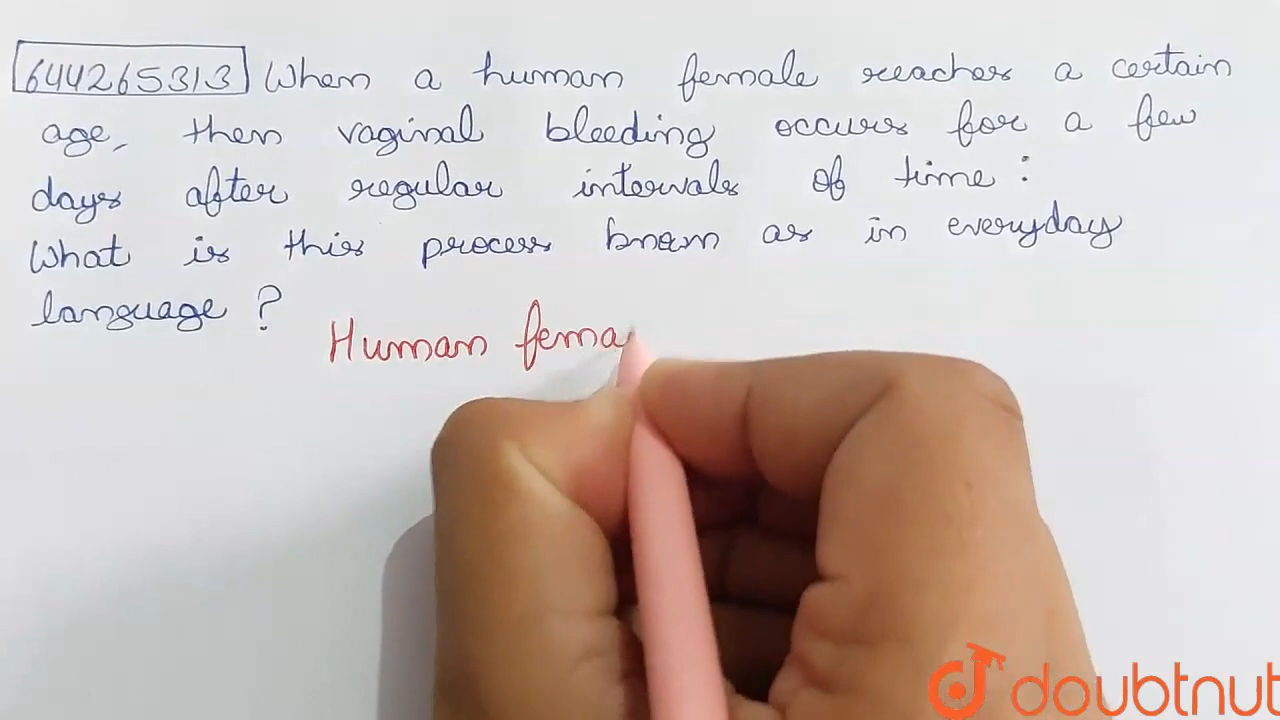 644265313 When a human female reaches a certain
age, then vaginal bleeding occurs for a few
days after regular intervals of time :
What is this process known as in everyday
language ?
Human fema
doubtnut